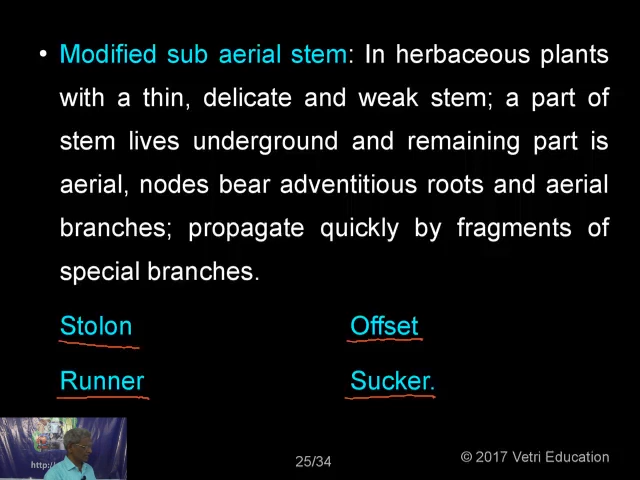 • Modified sub aerial stem: In herbaceous plants
with a thin, delicate and weak stem; a part of
stem lives underground and remaining part is
aerial, nodes bear adventitious roots and aerial
branches; propagate quickly by fragments of
special branches.
Stolon Offset
Runner Sucker.
http:/
25/34
© 2017 Vetri Education